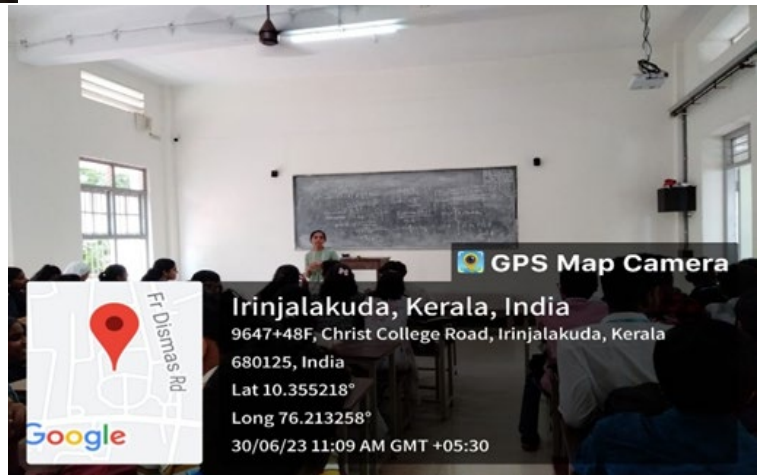 GPS Map Camera
Irinjalakuda, Kerala, India
9647+48F, Christ College Road, Irinjalakuda, Kerala
680125, India
Lat 10.355218°
Long 76.213258°
30/06/23 11:09 AM GMT +05:30
Fr Dismas Rd
Google